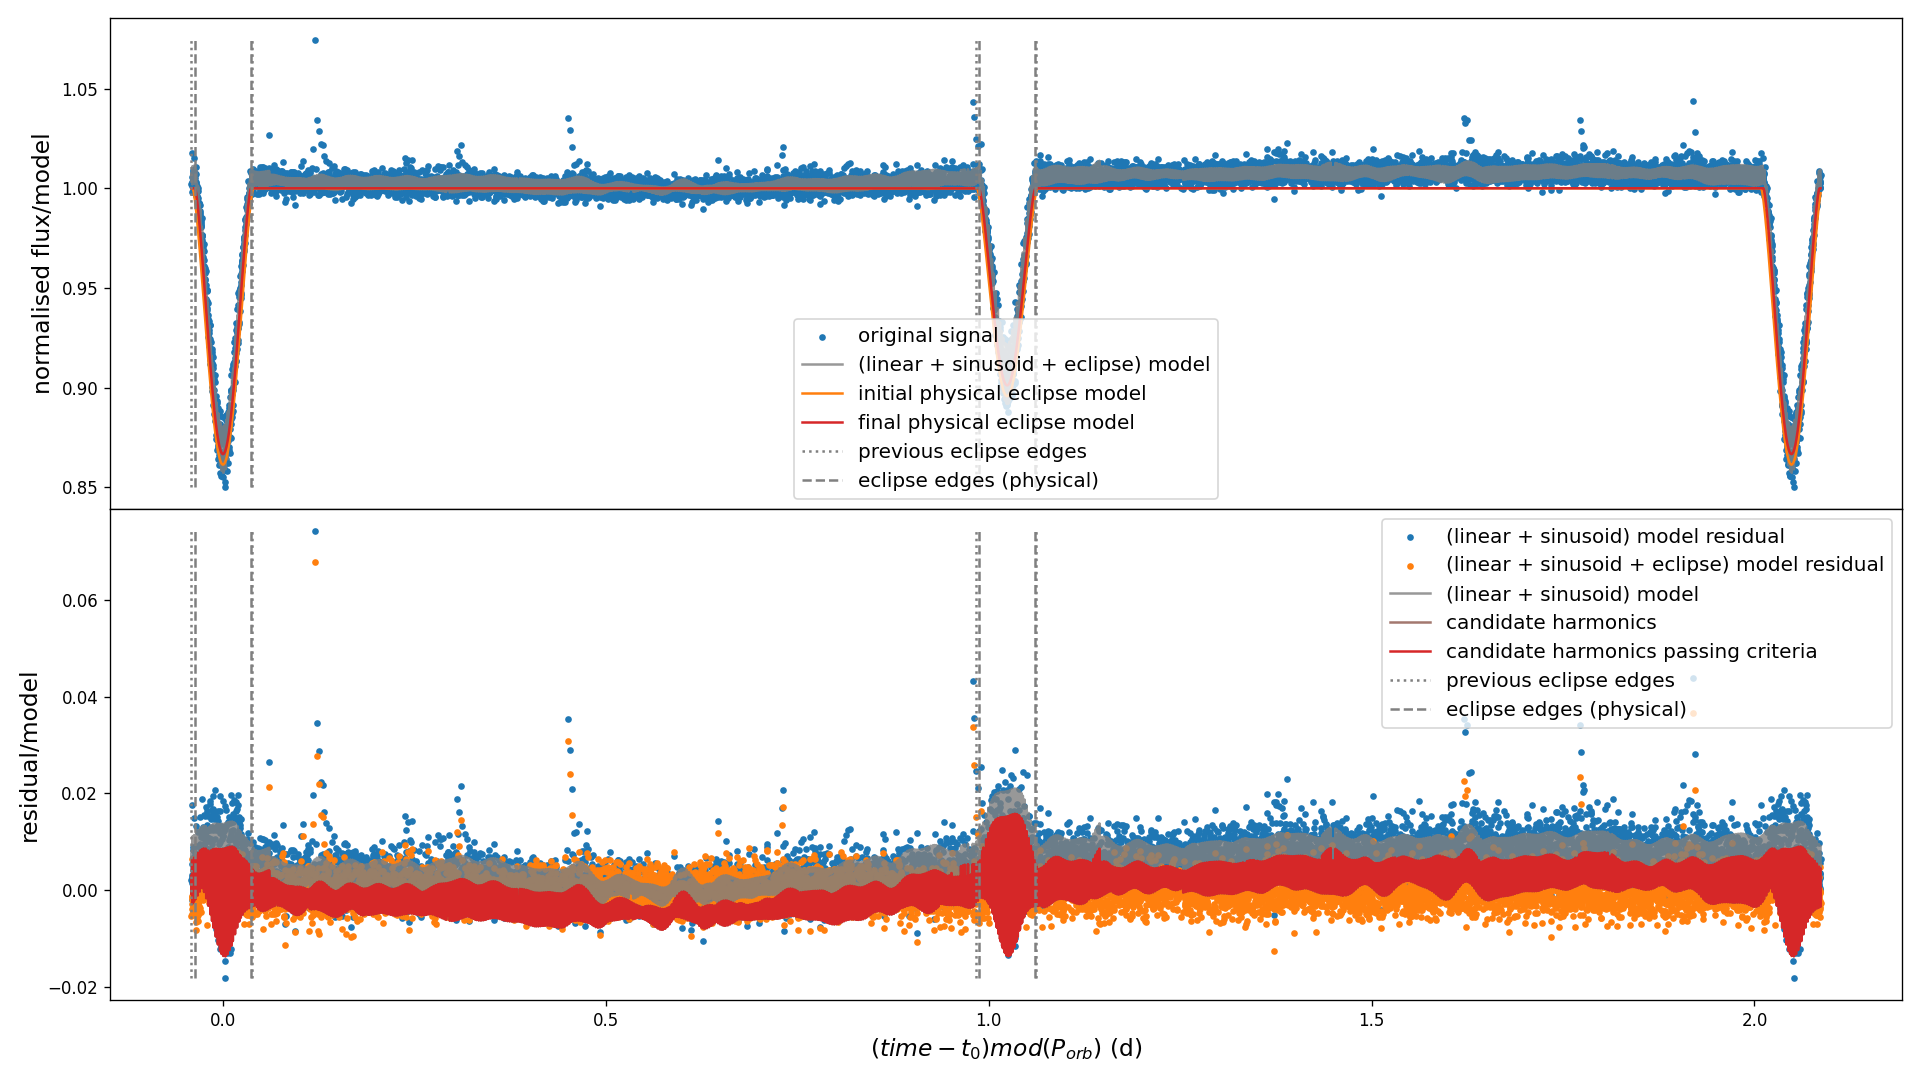 normalised flux/model
1.05
1.00
0.95
0.90
0.85
original signal
(linear + sinusoid + eclipse) model
initial physical eclipse model
final physical eclipse model
previous eclipse edges
eclipse edges (physical)
residual/model
0.06
0.04
0.02
0.00
−0.02
(linear + sinusoid) model residual
(linear + sinusoid + eclipse) model residual
(linear + sinusoid) model
candidate harmonics
candidate harmonics passing criteria
previous eclipse edges
eclipse edges (physical)
0.0 0.5 1.0 1.5 2.0
(time − t₀)mod(Pₒᵣb) (d)